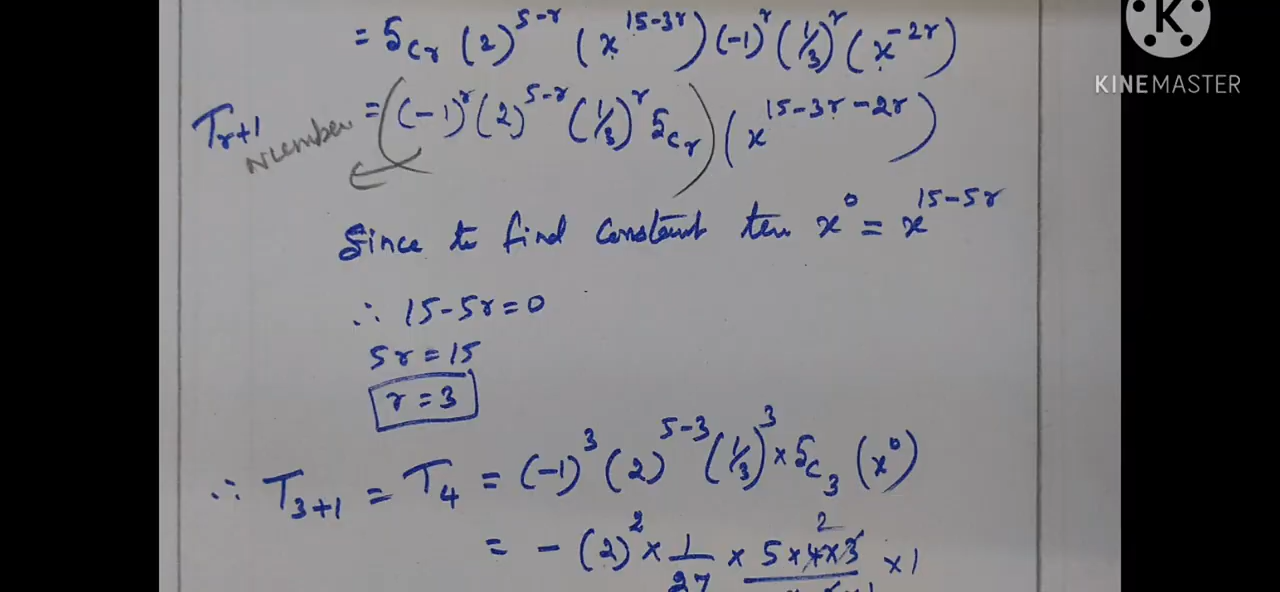 = 5Cr (2)^5-r (x^15-3r) (-1)^r (1/3)^r (x^-2r)
K
KINEMASTER
Tr+1 = ((-1)^r (2)^5-r (1/3)^r 5Cr) (x^15-3r-2r)
Number
Since to find constant ten x^0 = x^15-5r
∴ 15-5r=0
5r=15
r=3
∴ T3+1 = T4 = (-1)^3 (2)^5-3 (1/3)^3 × 5C3 (x^0)
2
= - (2)^2 × 1/27 × 5×4×3 ×1